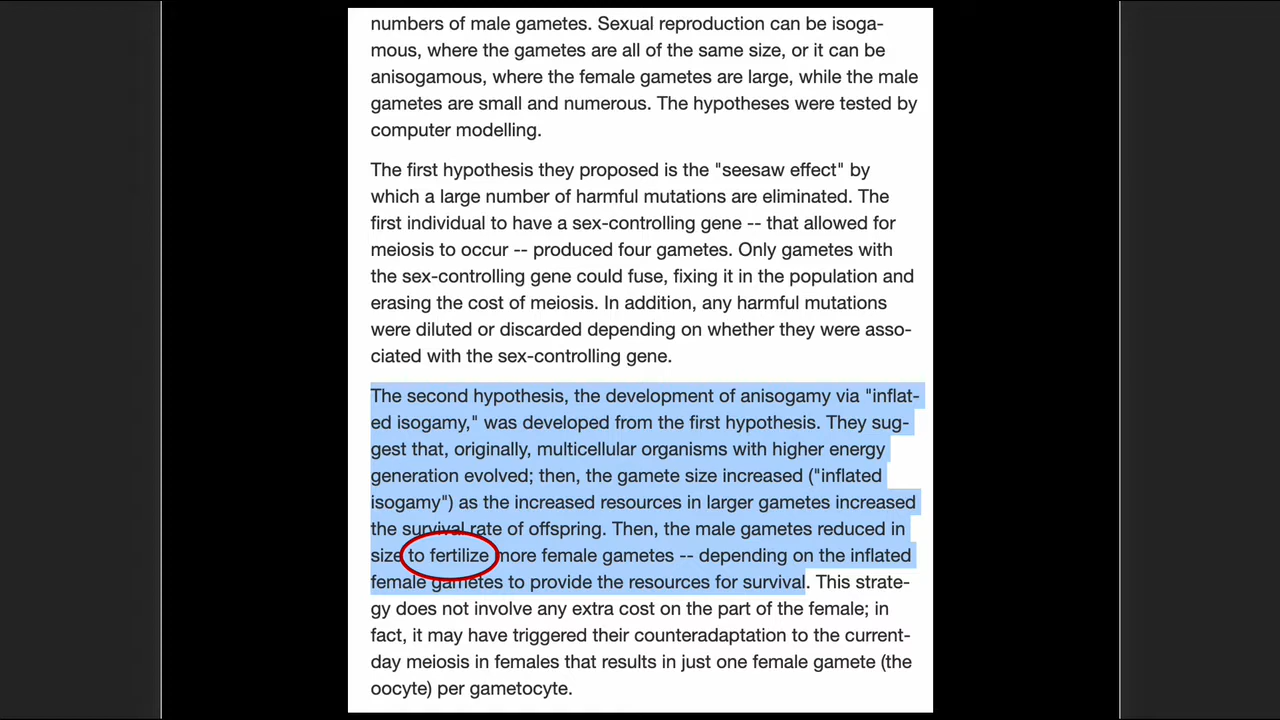 numbers of male gametes. Sexual reproduction can be isoga-
mous, where the gametes are all of the same size, or it can be
anisogamous, where the female gametes are large, while the male
gametes are small and numerous. The hypotheses were tested by
computer modelling.
The first hypothesis they proposed is the "seesaw effect" by
which a large number of harmful mutations are eliminated. The
first individual to have a sex-controlling gene -- that allowed for
meiosis to occur -- produced four gametes. Only gametes with
the sex-controlling gene could fuse, fixing it in the population and
erasing the cost of meiosis. In addition, any harmful mutations
were diluted or discarded depending on whether they were asso-
ciated with the sex-controlling gene.
The second hypothesis, the development of anisogamy via "inflat-
ed isogamy," was developed from the first hypothesis. They sug-
gest that, originally, multicellular organisms with higher energy
generation evolved; then, the gamete size increased ("inflated
isogamy") as the increased resources in larger gametes increased
the survival rate of offspring. Then, the male gametes reduced in
size to fertilize more female gametes -- depending on the inflated
female gametes to provide the resources for survival. This strate-
gy does not involve any extra cost on the part of the female; in
fact, it may have triggered their counteradaptation to the current-
day meiosis in females that results in just one female gamete (the
oocyte) per gametocyte.